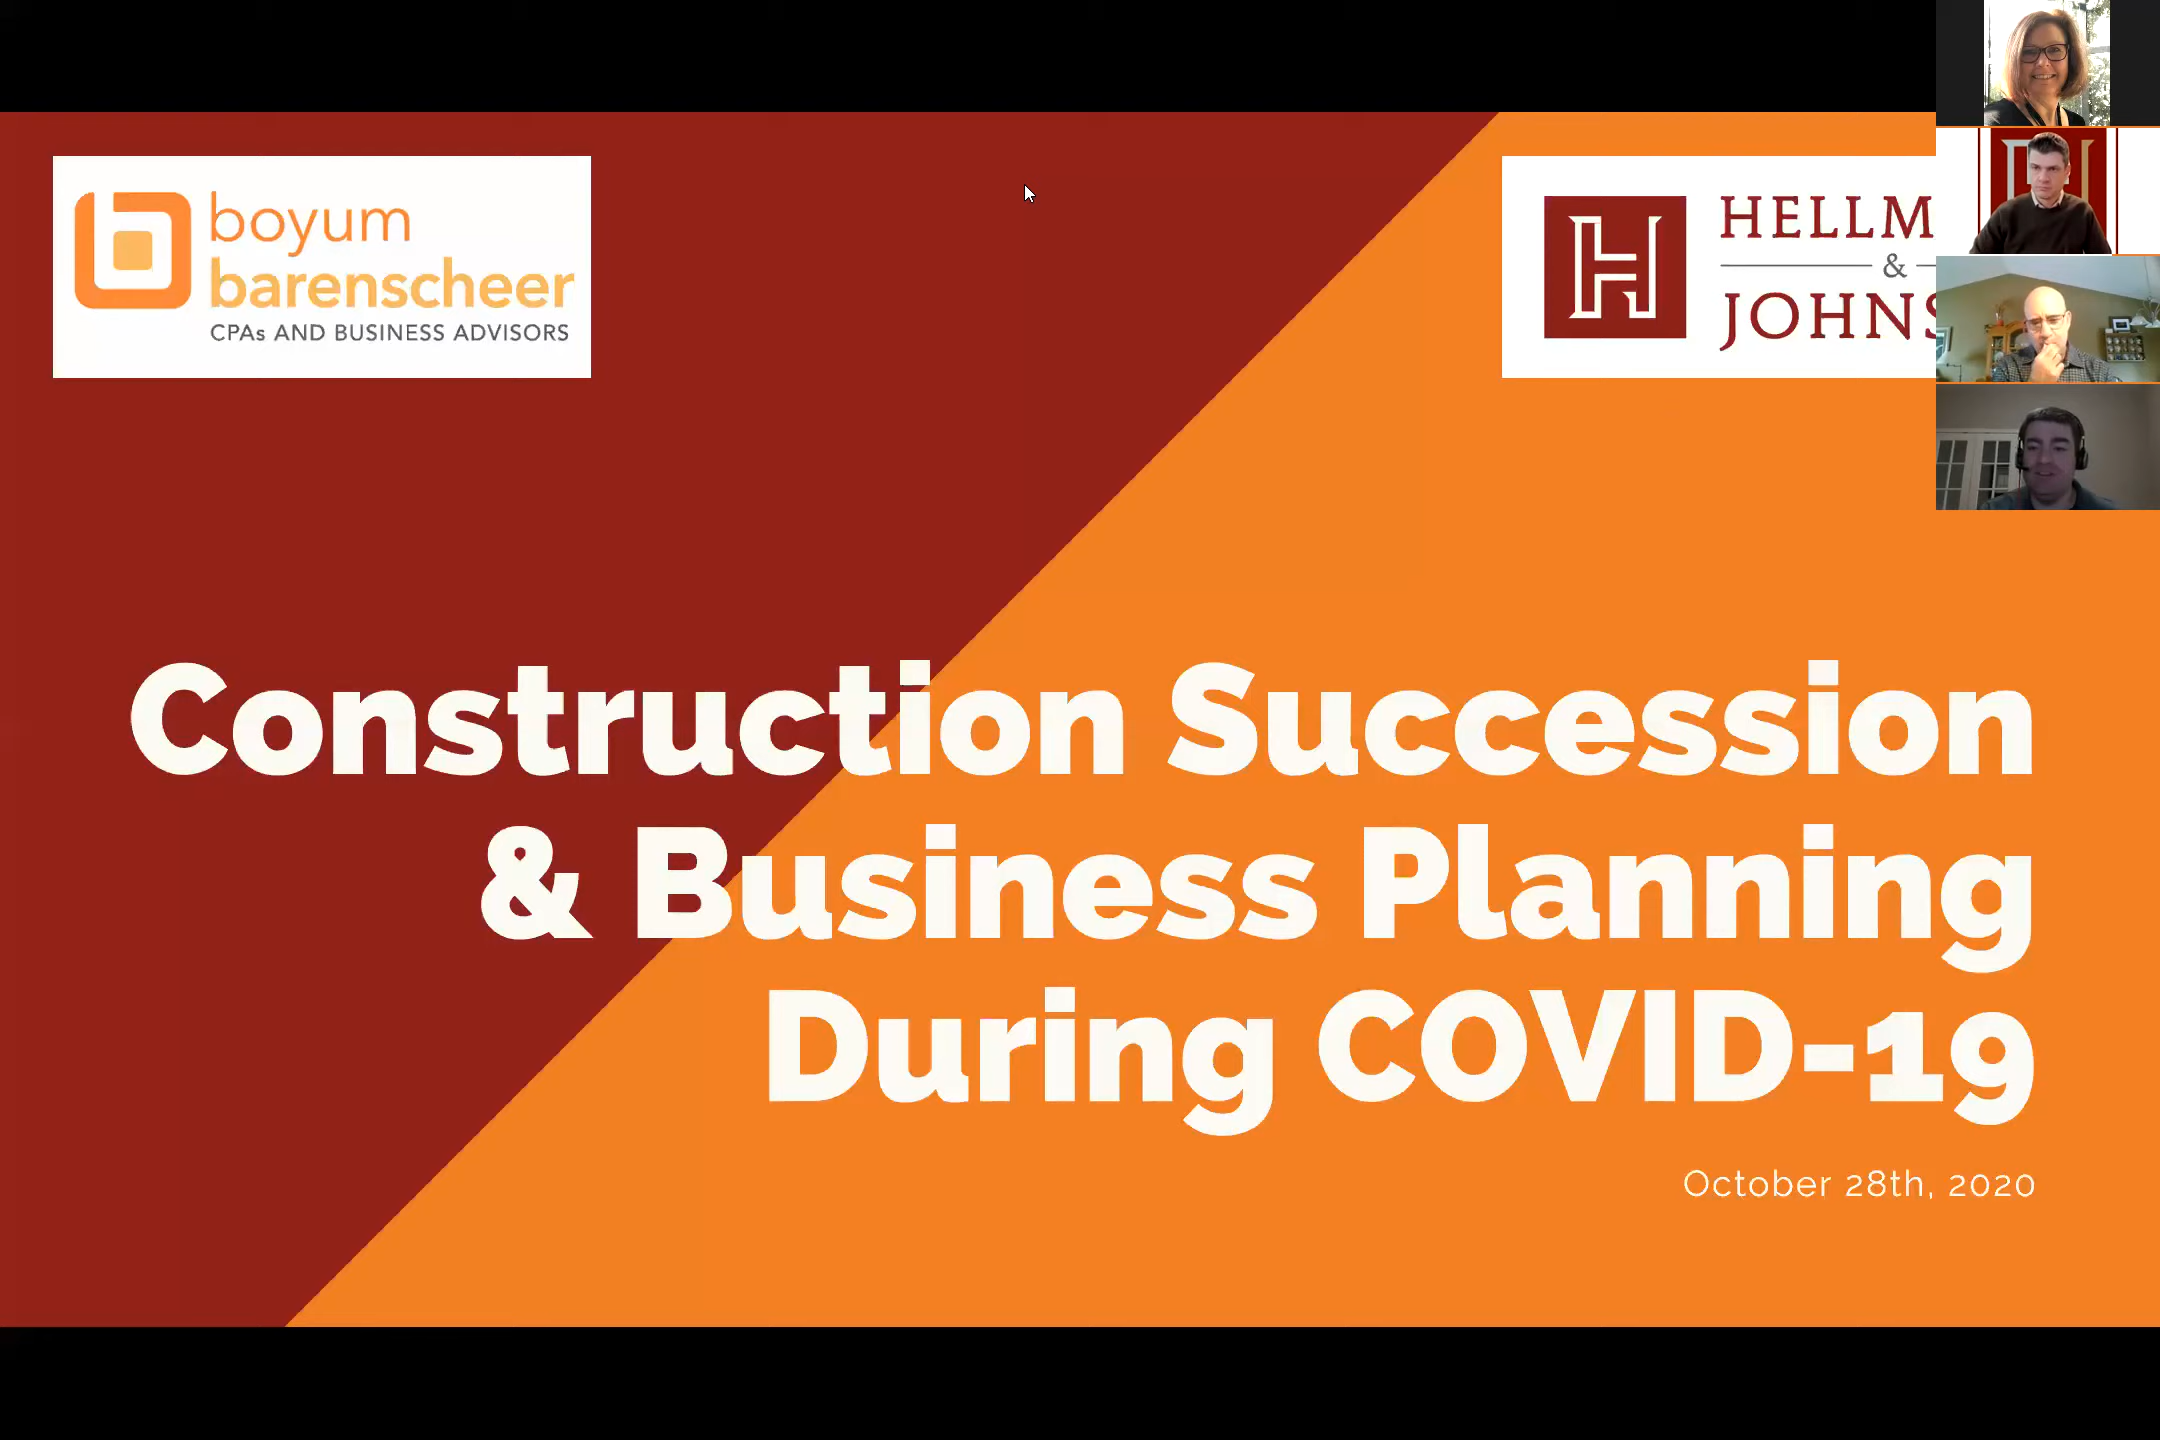 boyum
barenscheer
CPAs AND BUSINESS ADVISORS
H
HELLM
&
JOHNS
Construction Succession
& Business Planning
During COVID-19
October 28th, 2020